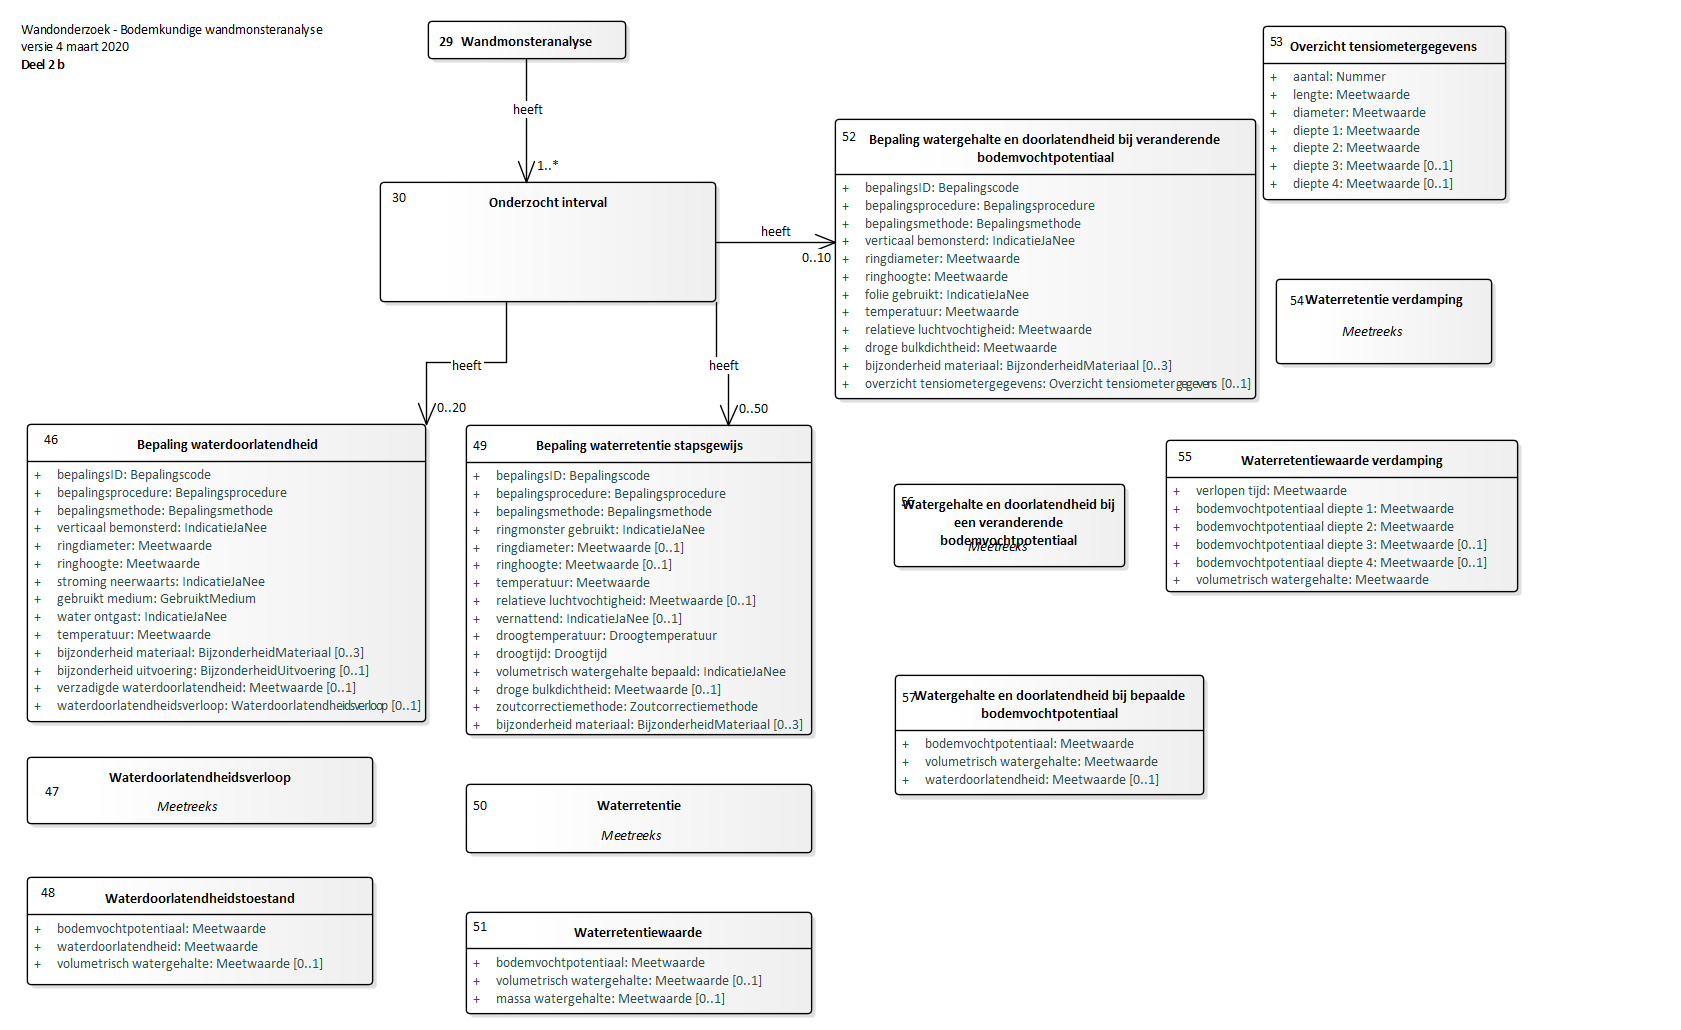 Wandonderzoek - Bodemkundige wandmonsteranalyse
versie 4 maart 2020
Deel 2 b
29 Wandmonsteranalyse
heeft
1..*
30
Onderzocht interval
heeft
0..10
heeft
0..20
heeft
0..50
46
Bepaling waterdoorlatendheid
+ bepalingsID: Bepalingscode
+ bepalingsprocedure: Bepalingsprocedure
+ bepalingsmethode: Bepalingsmethode
+ verticaal bemonsterd: IndicatieJaNee
+ ringdiameter: Meetwaarde
+ ringhoogte: Meetwaarde
+ stroming neerwaarts: IndicatieJaNee
+ gebruikt medium: GebruiktMedium
+ water ontgast: IndicatieJaNee
+ temperatuur: Meetwaarde
+ bijzonderheid materiaal: BijzonderheidMateriaal [0..3]
+ bijzonderheid uitvoering: BijzonderheidUitvoering [0..1]
+ verzadigde waterdoorlatendheid: Meetwaarde [0..1]
+ waterdoorlatendheidsverloop: Waterdoorlatendheidsverloop [0..1]
47
Waterdoorlatendheidsverloop
Meetreeks
48
Waterdoorlatendheidstoestand
+ bodemvochtpotentiaal: Meetwaarde
+ waterdoorlatendheid: Meetwaarde
+ volumetrisch watergehalte: Meetwaarde [0..1]
49
Bepaling waterretentie stapsgewijs
+ bepalingsID: Bepalingscode
+ bepalingsprocedure: Bepalingsprocedure
+ bepalingsmethode: Bepalingsmethode
+ ringmonster gebruikt: IndicatieJaNee
+ ringdiameter: Meetwaarde [0..1]
+ ringhoogte: Meetwaarde [0..1]
+ temperatuur: Meetwaarde
+ relatieve luchtvochtigheid: Meetwaarde [0..1]
+ vernattend: IndicatieJaNee [0..1]
+ droogtemperatuur: Droogtemperatuur
+ droogtijd: Droogtijd
+ volumetrisch watergehalte bepaald: IndicatieJaNee
+ droge bulkdichtheid: Meetwaarde [0..1]
+ zoutcorrectiemethode: Zoutcorrectiemethode
+ bijzonderheid materiaal: BijzonderheidMateriaal [0..3]
50
Waterretentie
Meetreeks
51
Waterretentiewaarde
+ bodemvochtpotentiaal: Meetwaarde
+ volumetrisch watergehalte: Meetwaarde [0..1]
+ massa watergehalte: Meetwaarde [0..1]
52
Bepaling watergehalte en doorlatendheid bij veranderende
bodemvochtpotentiaal
+ bepalingsID: Bepalingscode
+ bepalingsprocedure: Bepalingsprocedure
+ bepalingsmethode: Bepalingsmethode
+ verticaal bemonsterd: IndicatieJaNee
+ ringdiameter: Meetwaarde
+ ringhoogte: Meetwaarde
+ folie gebruikt: IndicatieJaNee
+ temperatuur: Meetwaarde
+ relatieve luchtvochtigheid: Meetwaarde
+ droge bulkdichtheid: Meetwaarde
+ bijzonderheid materiaal: BijzonderheidMateriaal [0..3]
+ overzicht tensiometergegevens: Overzicht tensiometergegevens [0..1]
53
Overzicht tensiometergegevens
+ aantal: Nummer
+ lengte: Meetwaarde
+ diameter: Meetwaarde
+ diepte 1: Meetwaarde
+ diepte 2: Meetwaarde
+ diepte 3: Meetwaarde [0..1]
+ diepte 4: Meetwaarde [0..1]
54 Waterretentie verdamping
Meetreeks
55
Waterretentiewaarde verdamping
+ verlopen tijd: Meetwaarde
+ bodemvochtpotentiaal diepte 1: Meetwaarde
+ bodemvochtpotentiaal diepte 2: Meetwaarde
+ bodemvochtpotentiaal diepte 3: Meetwaarde [0..1]
+ bodemvochtpotentiaal diepte 4: Meetwaarde [0..1]
+ volumetrisch watergehalte: Meetwaarde
56
Watergehalte en doorlatendheid bij
een veranderende
bodemvochtpotentiaal
Meetreeks
57
Watergehalte en doorlatendheid bij bepaalde
bodemvochtpotentiaal
+ bodemvochtpotentiaal: Meetwaarde
+ volumetrisch watergehalte: Meetwaarde
+ waterdoorlatendheid: Meetwaarde [0..1]